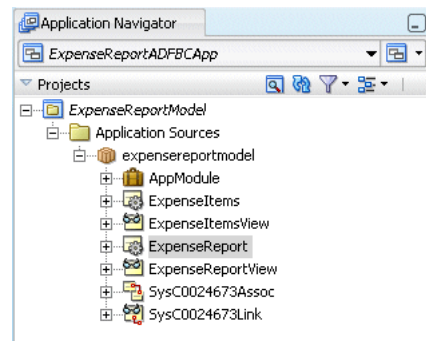 Application Navigator
ExpenseReportADFBCApp
Projects
ExpenseReportModel
Application Sources
expensereportmodel
AppModule
ExpenseItems
ExpenseItemsView
ExpenseReport
ExpenseReportView
SysC0024673Assoc
SysC0024673Link